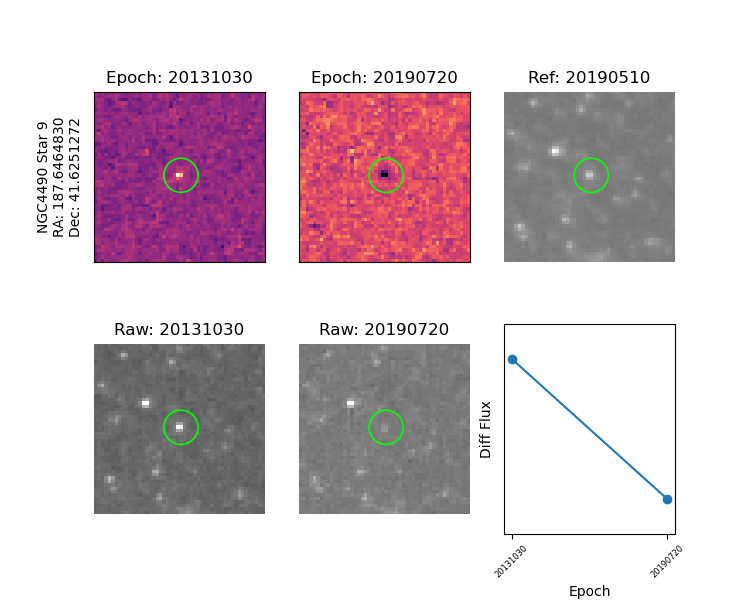 Epoch: 20131030
Epoch: 20190720
Ref: 20190510
NGC4490 Star 9
RA: 187.6464830
Dec: 41.6251272
Raw: 20131030
Raw: 20190720
Diff Flux
20131030
20190720
Epoch